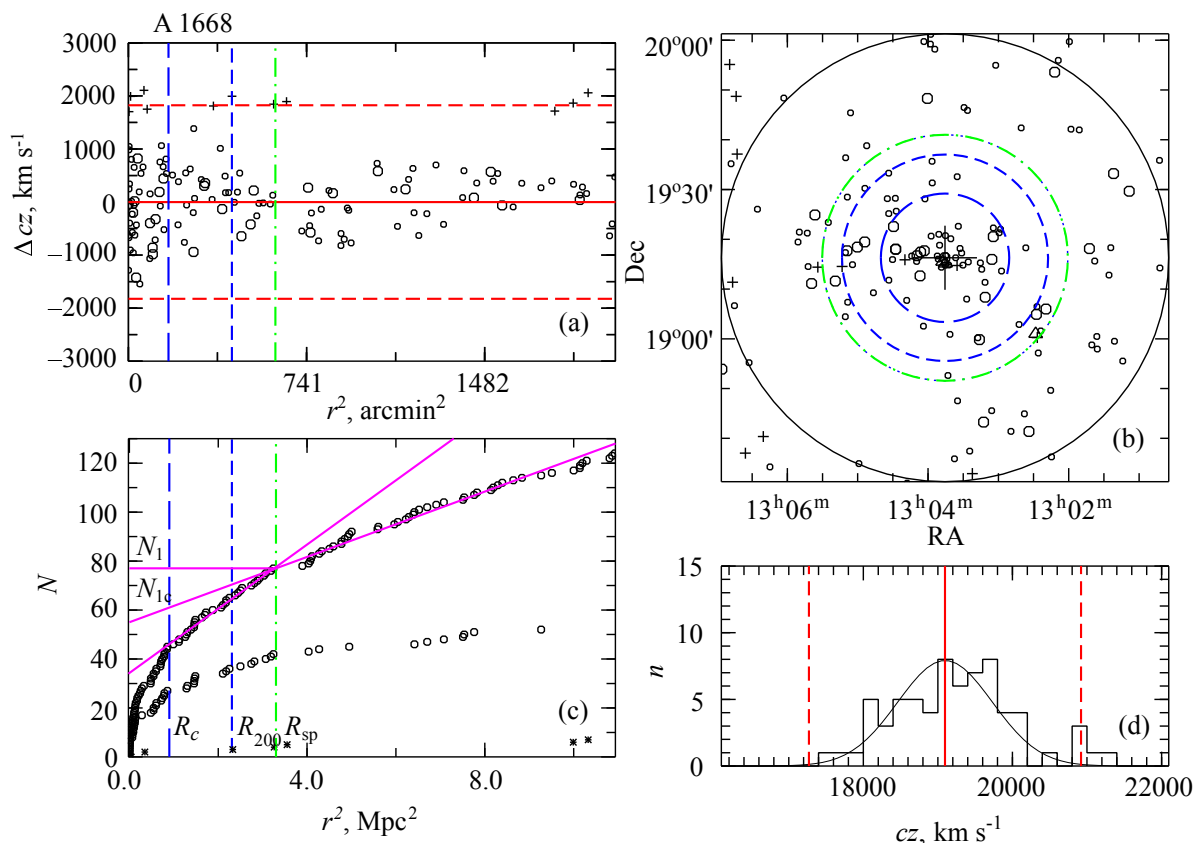 A 1668
3000
2000
1000
0
–1000
–2000
–3000
Δcz, km s⁻¹
(a)
0
741
1482
r², arcmin²
20°00'
19°30'
19°00'
Dec
(b)
13ʰ06ᵐ
13ʰ04ᵐ
13ʰ02ᵐ
RA
120
100
80
60
40
20
0
N
N₁
N₁c
R_c
R₂₀₀
R_sp
(c)
0.0
4.0
8.0
r², Mpc²
15
10
5
0
n
(d)
18000
20000
22000
cz, km s⁻¹